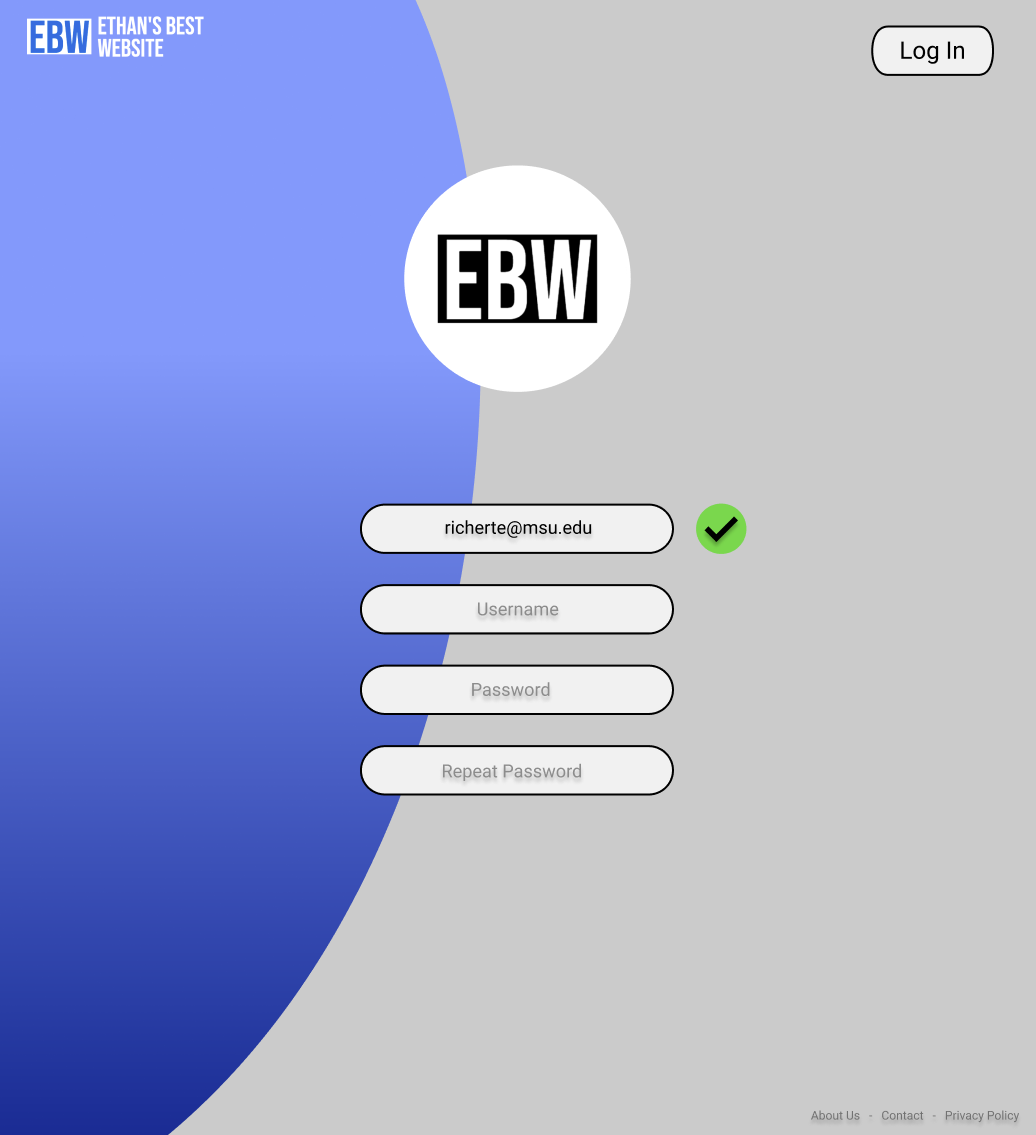 EBW ETHAN'S BEST
WEBSITE
Log In
EBW
richerte@msu.edu
Username
Password
Repeat Password
About Us - Contact - Privacy Policy